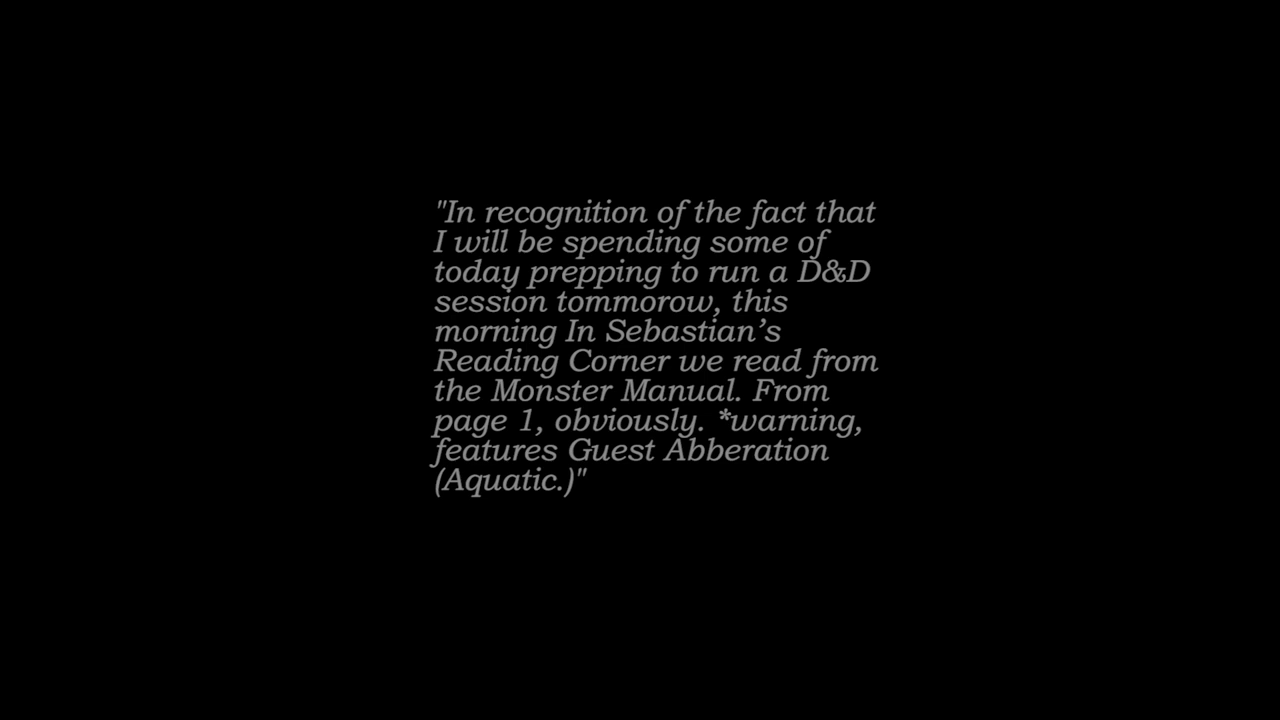 "In recognition of the fact that
I will be spending some of
today prepping to run a D&D
session tommorow, this
morning In Sebastian’s
Reading Corner we read from
the Monster Manual. From
page 1, obviously. *warning,
features Guest Abberation
(Aquatic.)"